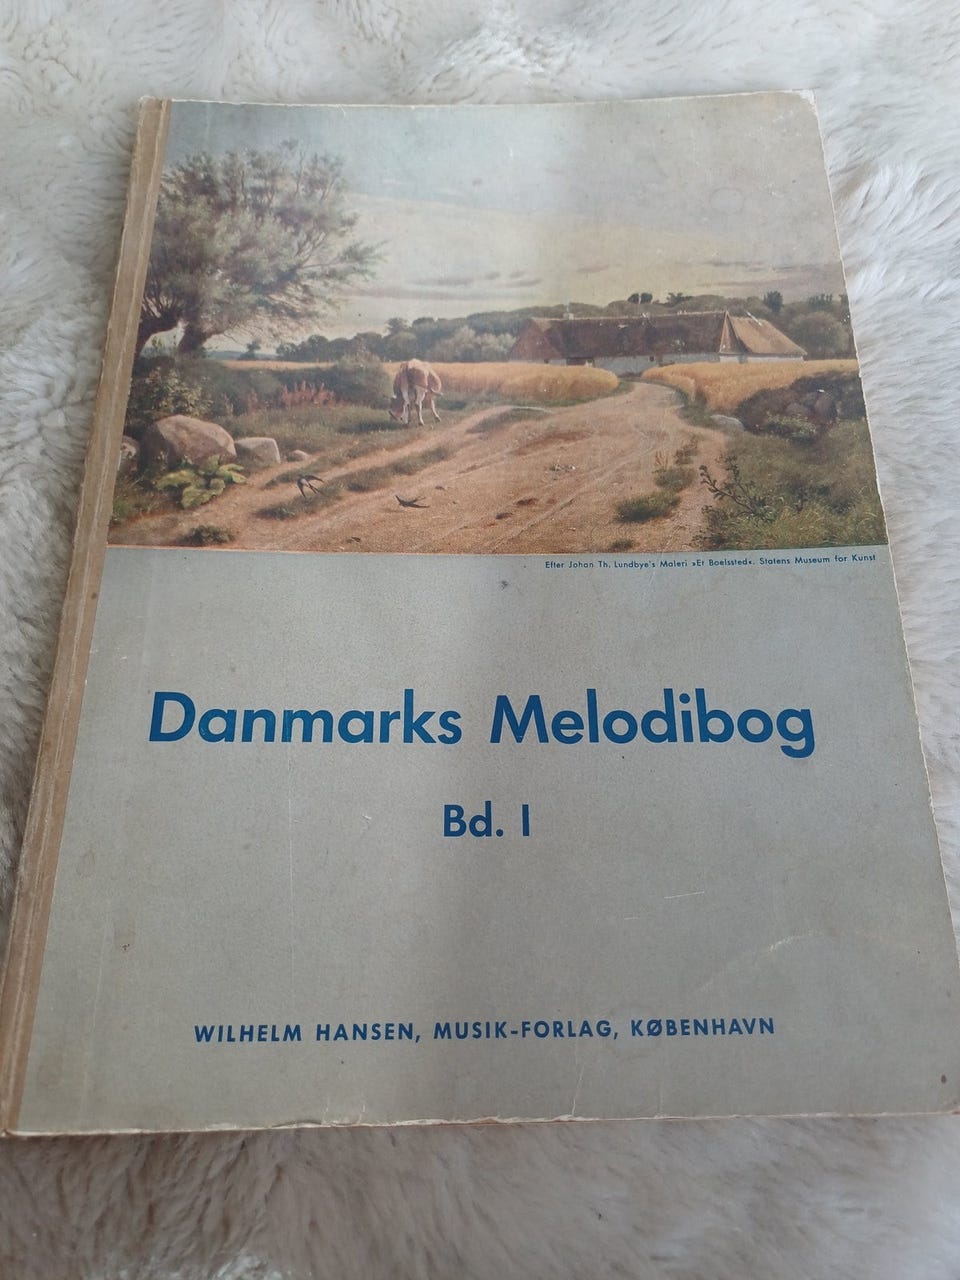 Efter Johan Th. Lundbye's Maleri »Et Boelssted«. Statens Museum for Kunst
Danmarks Melodibog
Bd. I
WILHELM HANSEN, MUSIK-FORLAG, KØBENHAVN